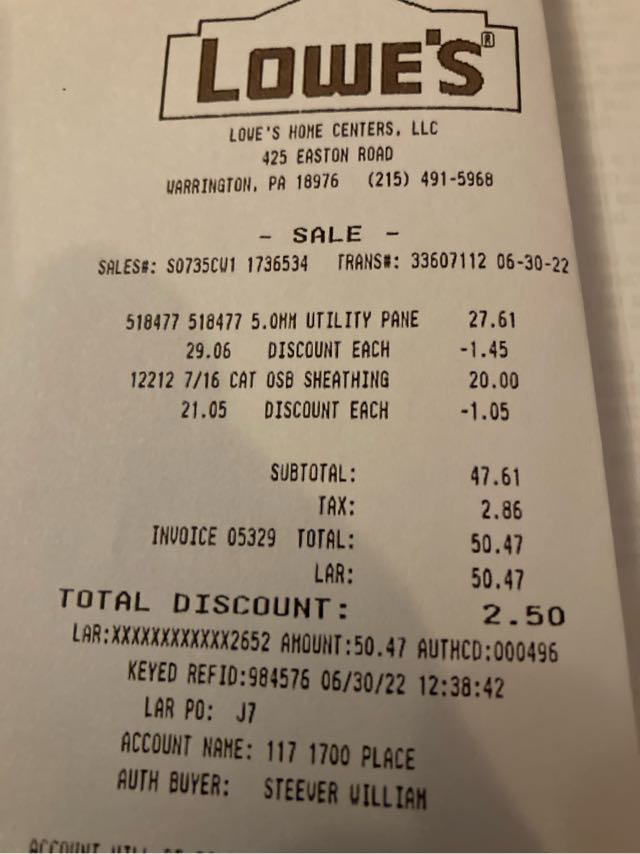 LOWE'S®
LOWE'S HOME CENTERS, LLC
425 EASTON ROAD
WARRINGTON, PA 18976 (215) 491-5968
- SALE -
SALES#: S0735CW1 1736534 TRANS#: 33607112 06-30-22
518477 518477 5.0MM UTILITY PANE 27.61
29.06 DISCOUNT EACH -1.45
12212 7/16 CAT OSB SHEATHING 20.00
21.05 DISCOUNT EACH -1.05
SUBTOTAL: 47.61
TAX: 2.86
INVOICE 05329 TOTAL: 50.47
LAR: 50.47
TOTAL DISCOUNT: 2.50
LAR:XXXXXXXXXXXX2652 AMOUNT:50.47 AUTHCD:000496
KEYED REFID:984576 06/30/22 12:38:42
LAR PO: J7
ACCOUNT NAME: 117 1700 PLACE
AUTH BUYER: STEEVER WILLIAM
ACCOUNT WILL BE